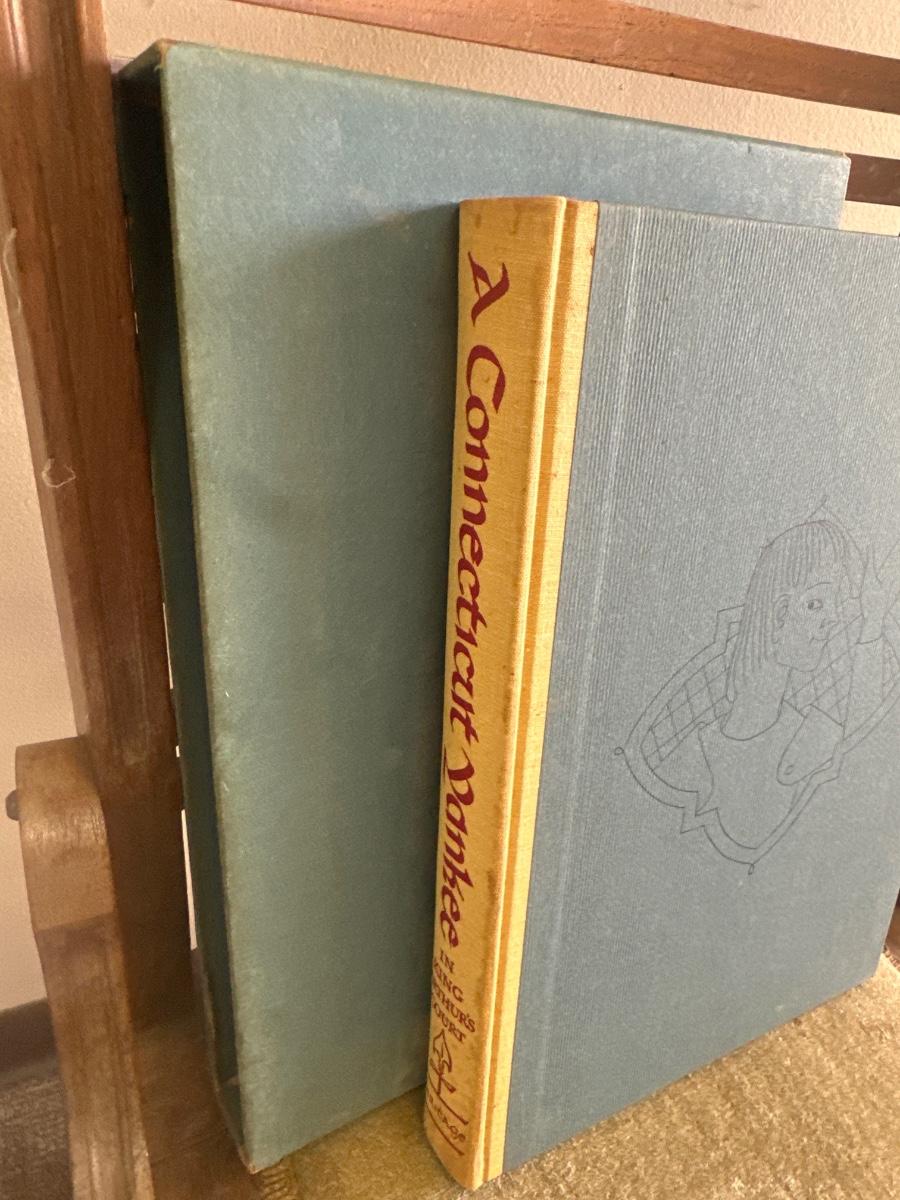 A Connecticut Yankee
IN
KING
ARTHUR'S
COURT